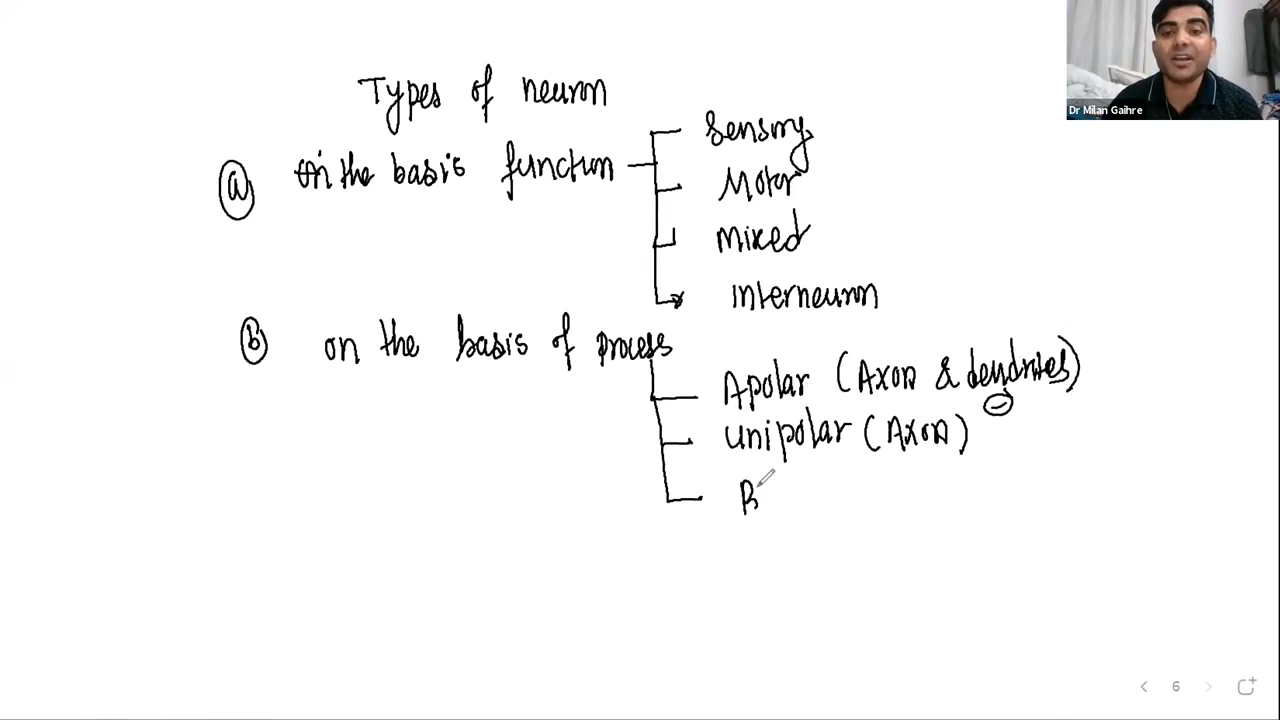 Dr Milan Gaihre
Types of neuron
a on the basis function
Sensory
Motor
Mixed
Interneuron
b on the basis of process
Apolar (Axon & dendrites)
-
Unipolar (Axon)
B
6